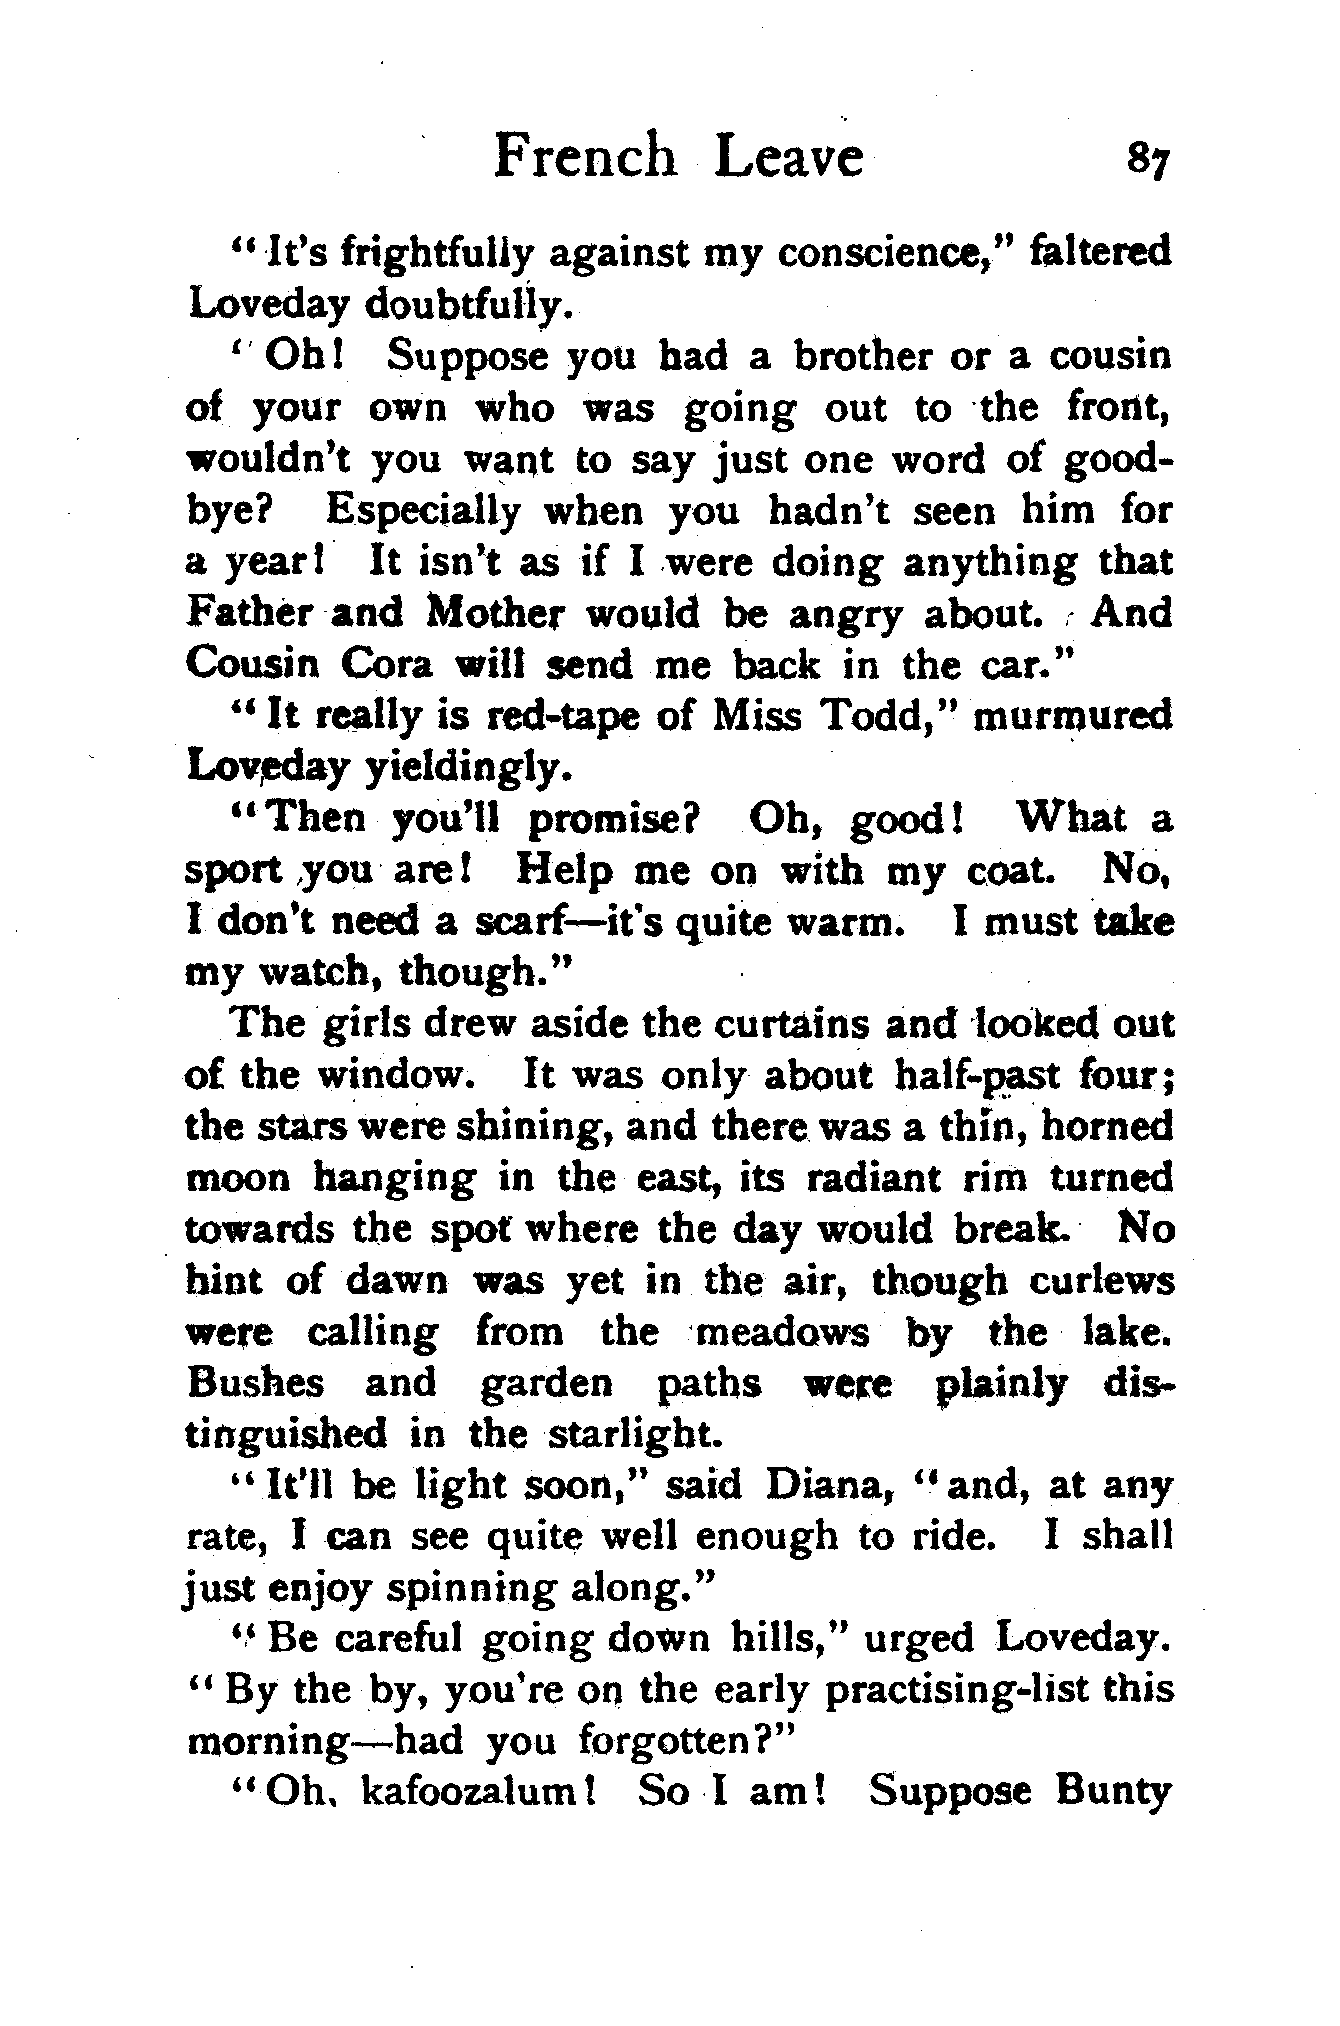 French Leave 87
"It's frightfully against my conscience," faltered
Loveday doubtfully.
"Oh! Suppose you had a brother or a cousin
of your own who was going out to the front,
wouldn't you want to say just one word of good-
bye? Especially when you hadn't seen him for
a year! It isn't as if I were doing anything that
Father and Mother would be angry about. And
Cousin Cora will send me back in the car."
"It really is red-tape of Miss Todd," murmured
Loveday yieldingly.
"Then you'll promise? Oh, good! What a
sport you are! Help me on with my coat. No,
I don't need a scarf—it's quite warm. I must take
my watch, though."
The girls drew aside the curtains and looked out
of the window. It was only about half-past four;
the stars were shining, and there was a thin, horned
moon hanging in the east, its radiant rim turned
towards the spot where the day would break. No
hint of dawn was yet in the air, though curlews
were calling from the meadows by the lake.
Bushes and garden paths were plainly dis-
tinguished in the starlight.
"It'll be light soon," said Diana, "and, at any
rate, I can see quite well enough to ride. I shall
just enjoy spinning along."
"Be careful going down hills," urged Loveday.
"By the by, you're on the early practising-list this
morning—had you forgotten?"
"Oh, kafoozalum! So I am! Suppose Bunty